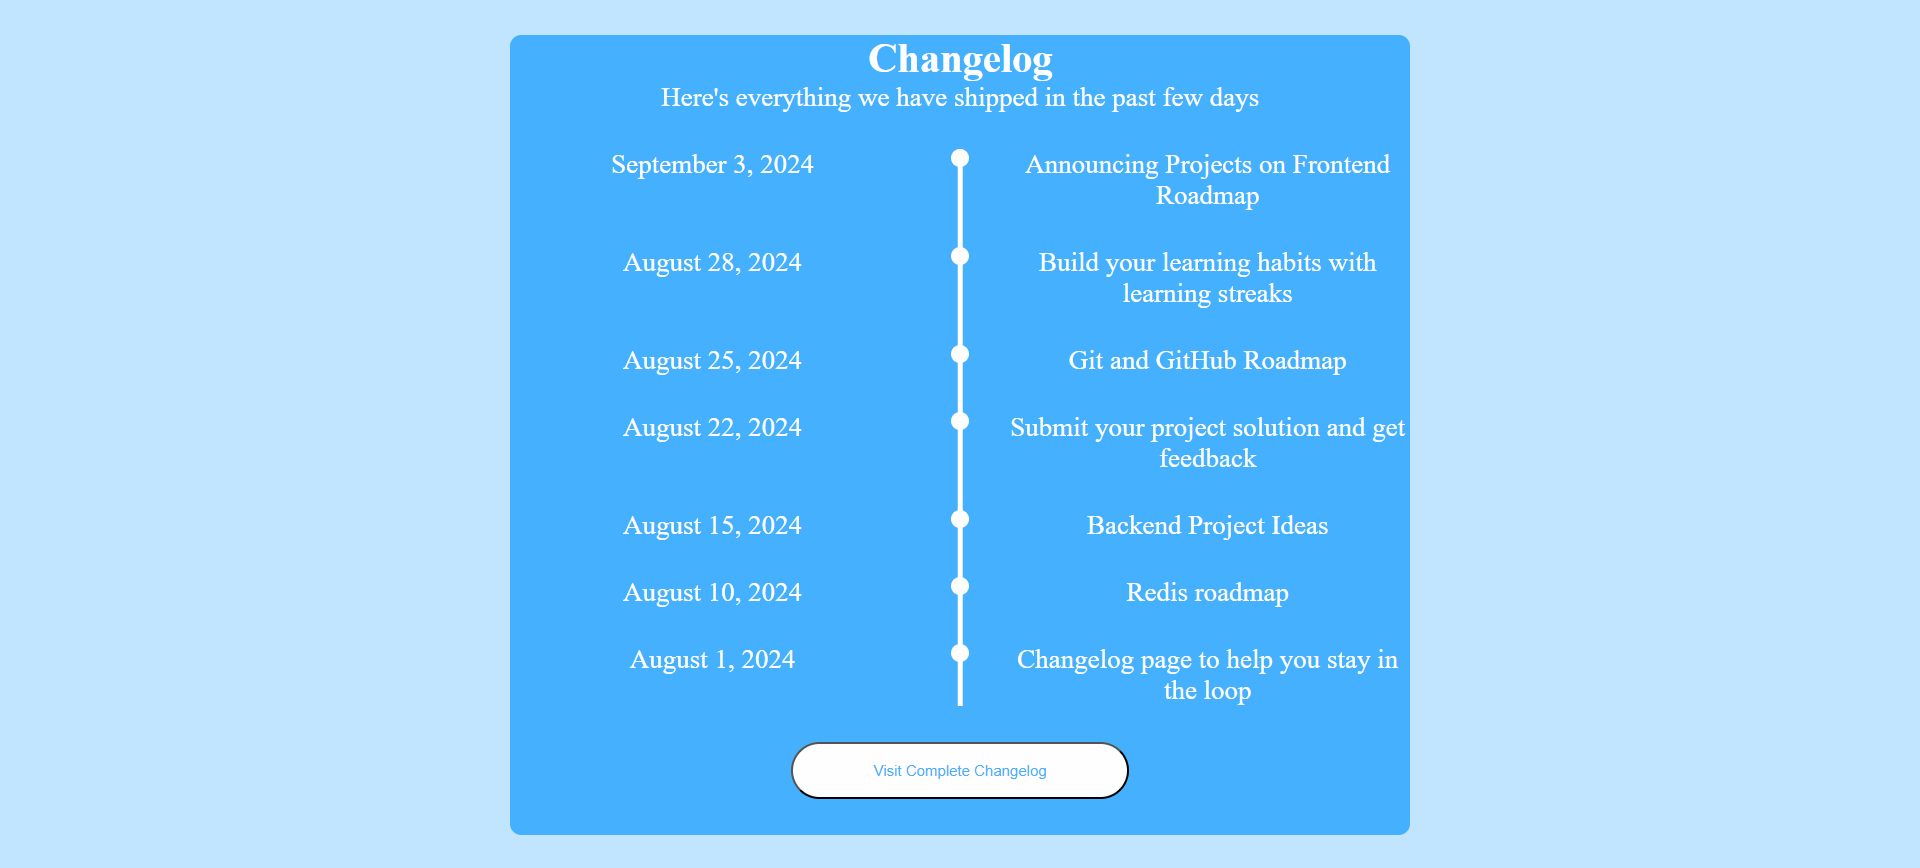 Changelog
Here's everything we have shipped in the past few days
September 3, 2024
Announcing Projects on Frontend
Roadmap
August 28, 2024
Build your learning habits with
learning streaks
August 25, 2024
Git and GitHub Roadmap
August 22, 2024
Submit your project solution and get
feedback
August 15, 2024
Backend Project Ideas
August 10, 2024
Redis roadmap
August 1, 2024
Changelog page to help you stay in
the loop
Visit Complete Changelog